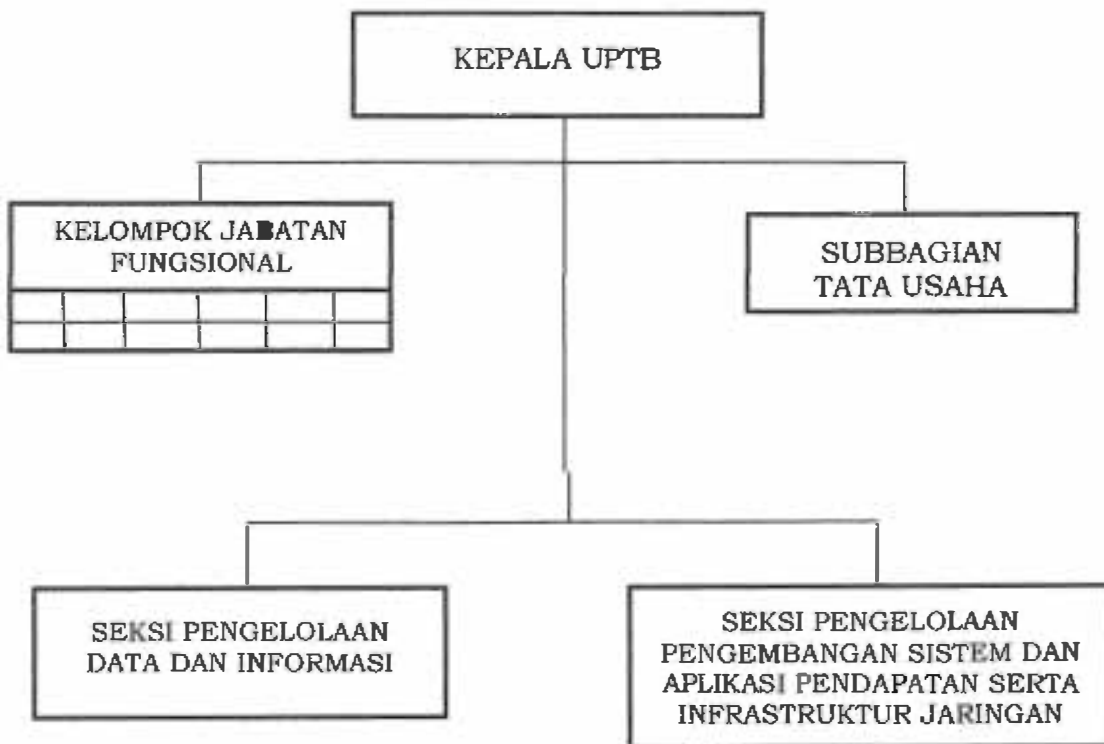 KEPALA UPTB
KELOMPOK JABATAN
FUNGSIONAL
SUBBAGIAN
TATA USAHA
SEKSI PENGELOLAAN
DATA DAN INFORMASI
SEKSI PENGELOLAAN
PENGEMBANGAN SISTEM DAN
APLIKASI PENDAPATAN SERTA
INFRASTRUKTUR JARINGAN